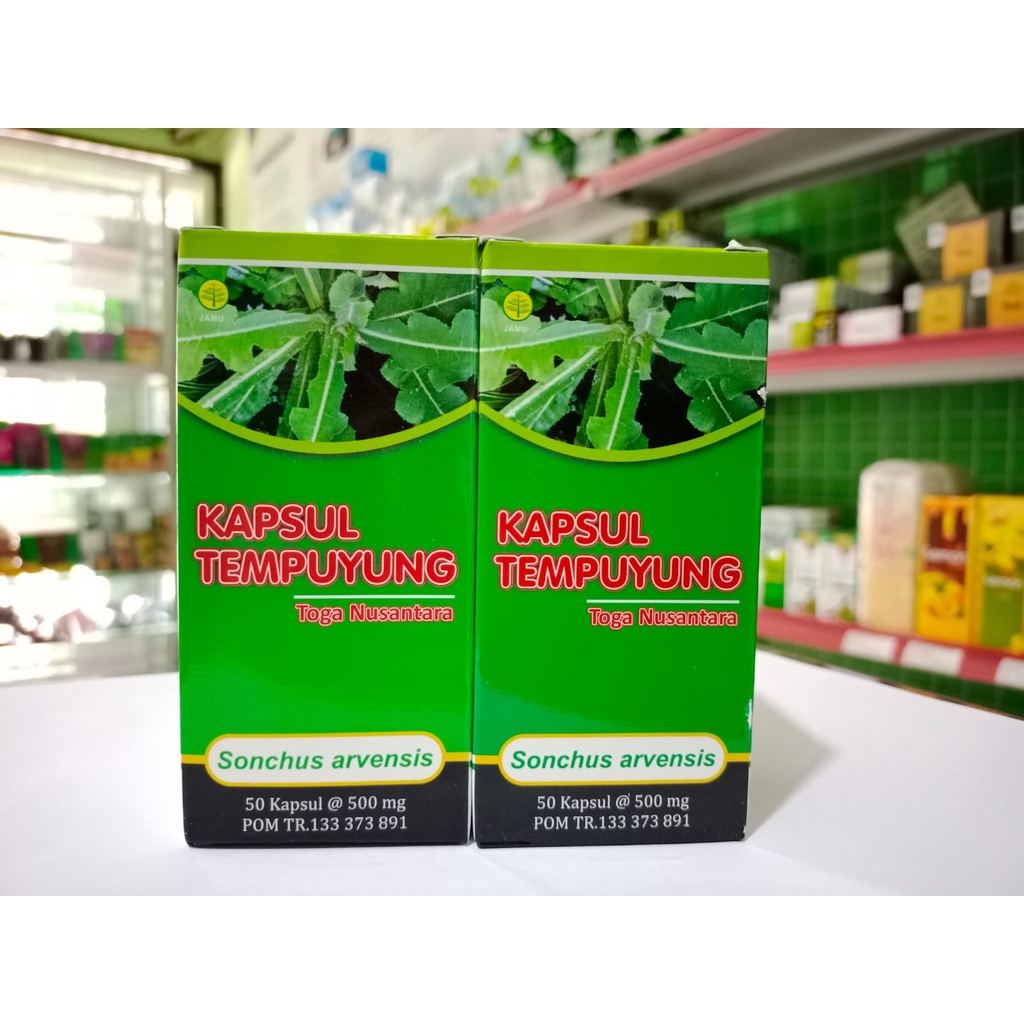 JAMU
KAPSUL
TEMPUYUNG
Toga Nusantara
Sonchus arvensis
50 Kapsul @ 500 mg
POM TR.133 373 891
JAMU
KAPSUL
TEMPUYUNG
Toga Nusantara
Sonchus arvensis
50 Kapsul @ 500 mg
POM TR.133 373 891